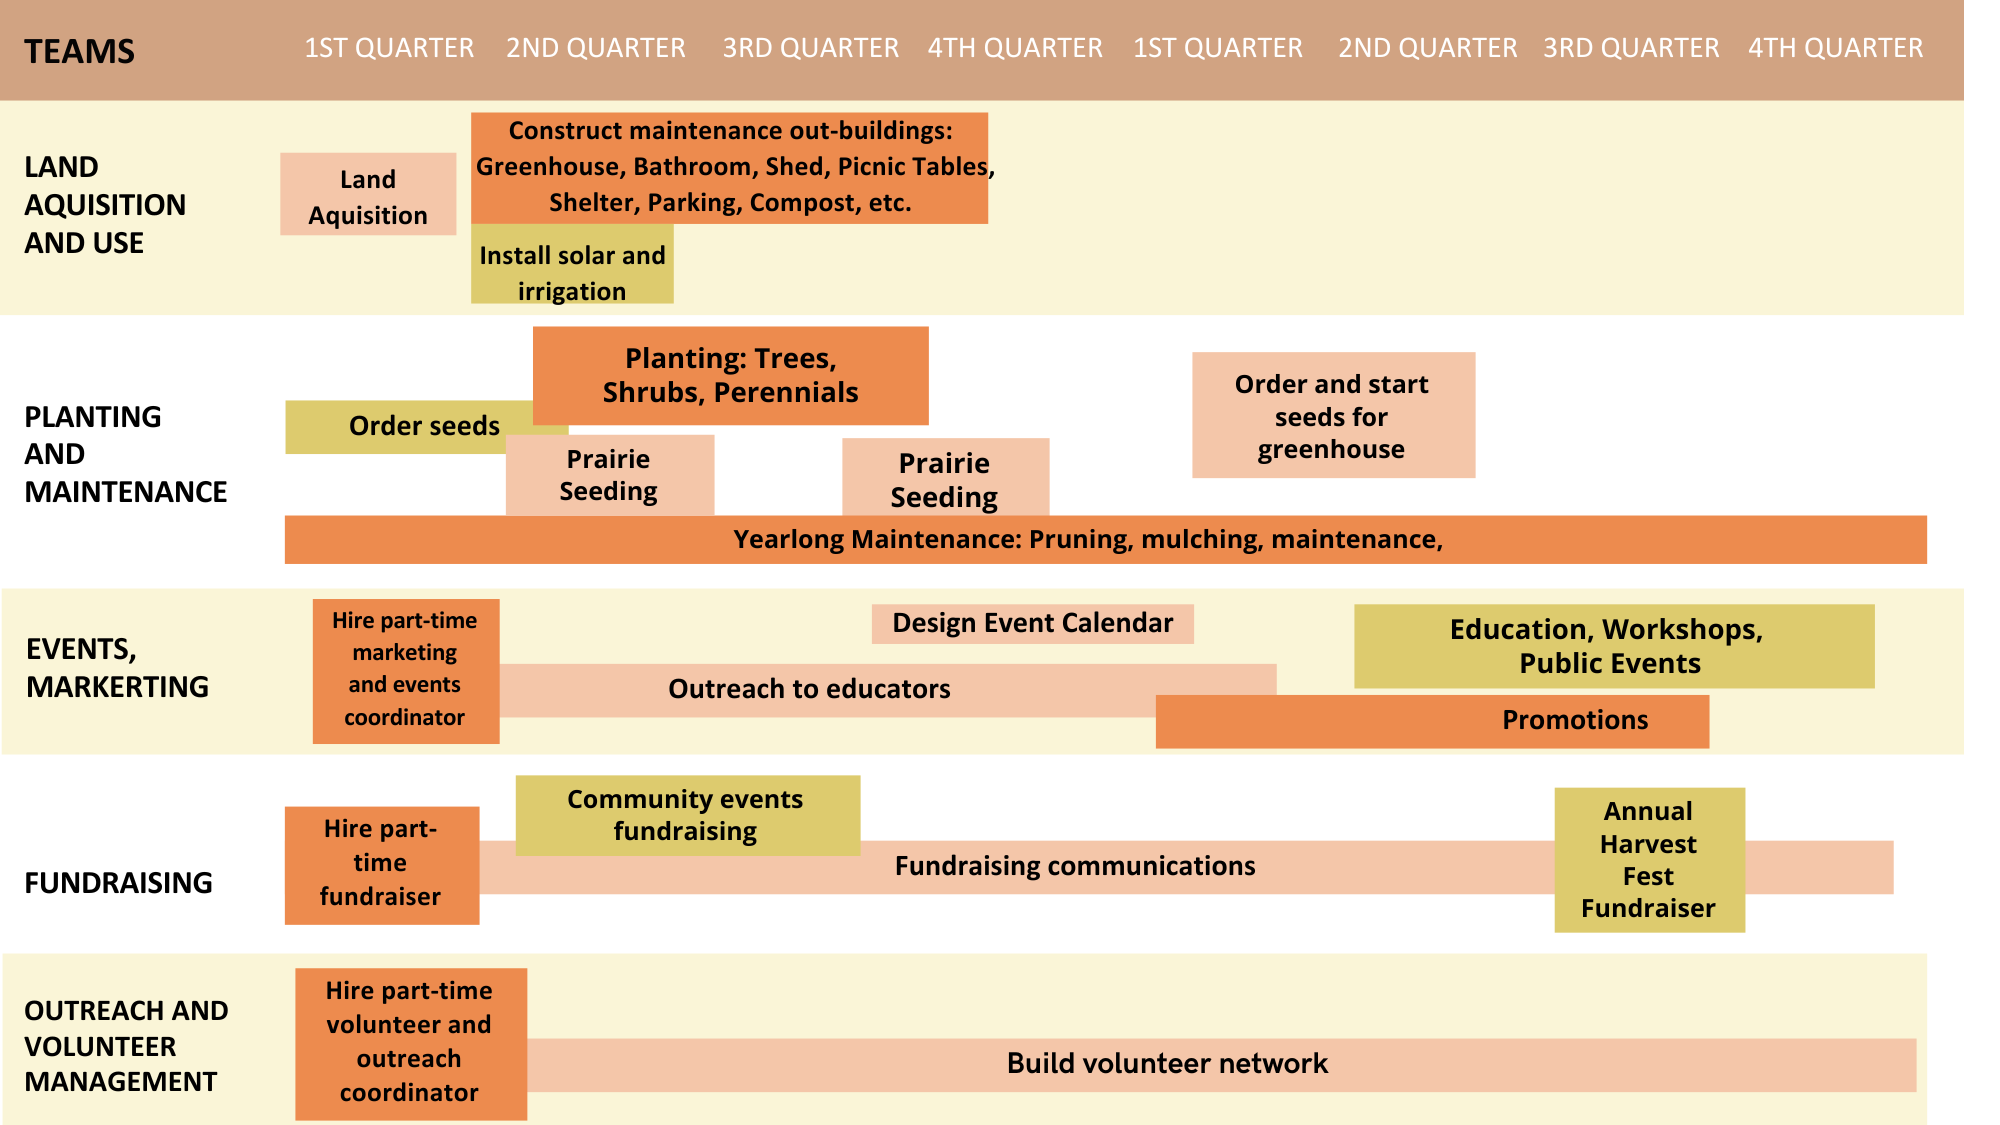 TEAMS
1ST QUARTER
2ND QUARTER
3RD QUARTER
4TH QUARTER
1ST QUARTER
2ND QUARTER
3RD QUARTER
4TH QUARTER
LAND
AQUISITION
AND USE
Land
Aquisition
Construct maintenance out-buildings:
Greenhouse, Bathroom, Shed, Picnic Tables,
Shelter, Parking, Compost, etc.
Install solar and
irrigation
PLANTING
AND
MAINTENANCE
Order seeds
Planting: Trees,
Shrubs, Perennials
Prairie
Seeding
Prairie
Seeding
Order and start
seeds for
greenhouse
Yearlong Maintenance: Pruning, mulching, maintenance,
EVENTS,
MARKERTING
Hire part-time
marketing
and events
coordinator
Design Event Calendar
Outreach to educators
Education, Workshops,
Public Events
Promotions
FUNDRAISING
Hire part-
time
fundraiser
Community events
fundraising
Fundraising communications
Annual
Harvest
Fest
Fundraiser
OUTREACH AND
VOLUNTEER
MANAGEMENT
Hire part-time
volunteer and
outreach
coordinator
Build volunteer network